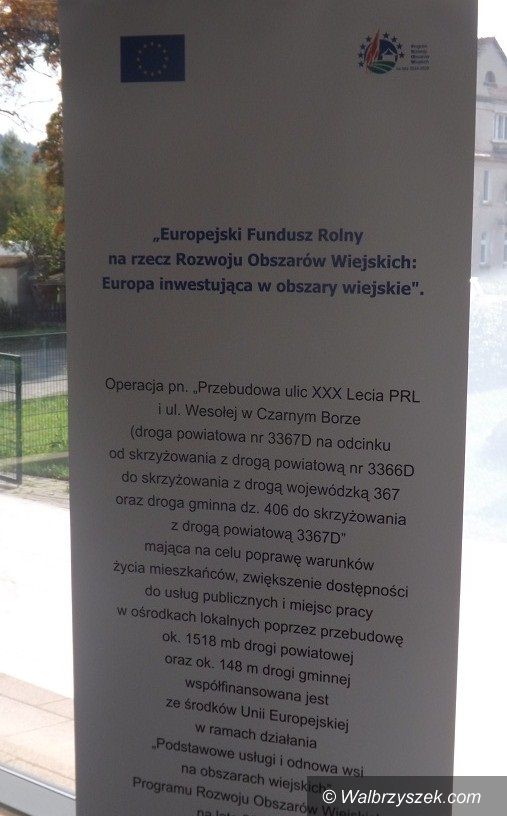 Program
Rozwoju
Obszarów
Wiejskich
„Europejski Fundusz Rolny
na rzecz Rozwoju Obszarów Wiejskich:
Europa inwestująca w obszary wiejskie”.
Operacja pn. „Przebudowa ulic XXX Lecia PRL
i ul. Wesołej w Czarnym Borze
(droga powiatowa nr 3367D na odcinku
od skrzyżowania z drogą powiatową nr 3366D
do skrzyżowania z drogą wojewódzką 367
oraz droga gminna dz. 406 do skrzyżowania
z drogą powiatową 3367D”
mająca na celu poprawę warunków
życia mieszkańców, zwiększenie dostępności
do usług publicznych i miejsc pracy
w ośrodkach lokalnych poprzez przebudowę
ok. 1518 mb drogi powiatowej
oraz ok. 148 m drogi gminnej
współfinansowana jest
ze środków Unii Europejskiej
w ramach działania
„Podstawowe usługi i odnowa wsi
na obszarach wiejskich”
Programu Rozwoju Obszarów
na lata
© Walbrzyszek.com